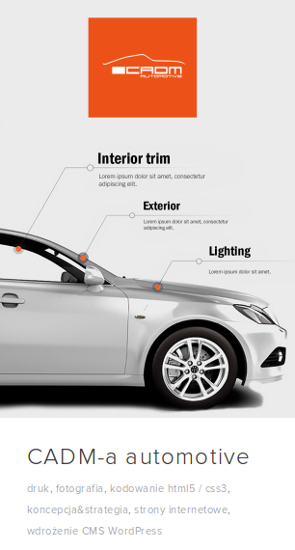 CADM
AUTOMOTIVE
Interior trim
Lorem ipsum dolor sit amet, consectetur
adipiscing elit.
Exterior
Lorem ipsum dolor sit amet, consectetur
adipiscing elit.
Lighting
Lorem ipsum dolor sit amet.
CADM-a automotive
druk, fotografia, kodowanie html5 / css3,
koncepcja&strategia, strony internetowe,
wdrożenie CMS WordPress